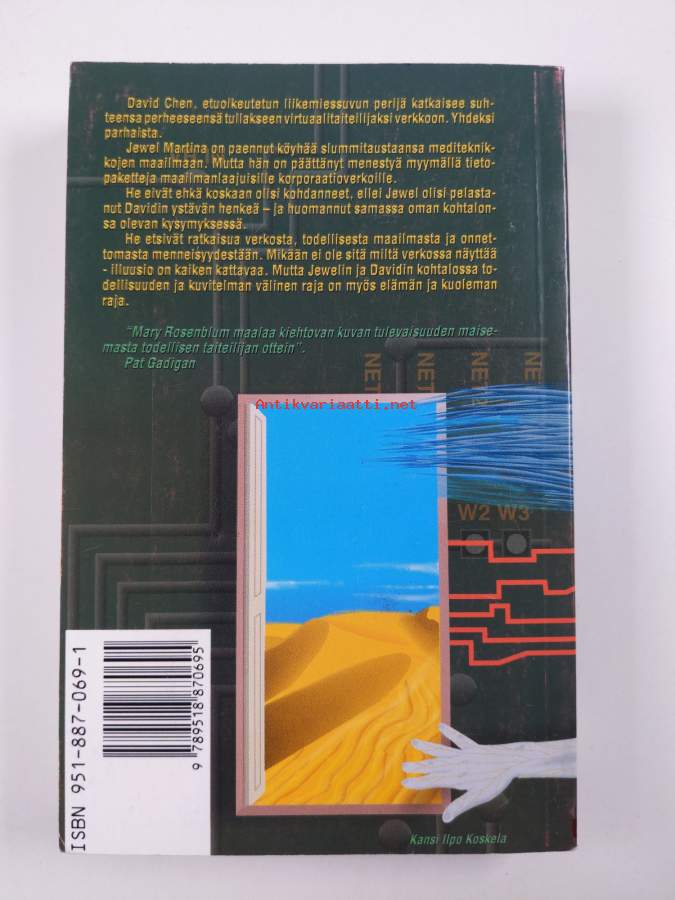 David Chen, etuoikeutetun liikemiessuvun perijä katkaisee suh-
teensa perheeseensä tullakseen virtuaalitaiteilijaksi verkkoon. Yhdeksi
parhaista.
Jewel Martina on paennut köyhää slummitaustaansa mediteknik-
kojen maailmaan. Mutta hän on päättänyt menestyä myymällä tieto-
paketteja maailmanlaajuisille korporaatioverkoille.
He eivät ehkä koskaan olisi kohdanneet, ellei Jewel olisi pelasta-
nut Davidin ystävän henkeä – ja huomannut samassa oman kohtalon-
sa olevan kysymyksessä.
He etsivät ratkaisua verkosta, todellisesta maailmasta ja onnet-
tomasta menneisyydestään. Mikään ei ole sitä miltä verkossa näyttää
- illuusio on kaiken kattavaa. Mutta Jewelin ja Davidin kohtalossa to-
dellisuuden ja kuvitelman välinen raja on myös elämän ja kuoleman
raja.
"Mary Rosenblum maalaa kiehtovan kuvan tulevaisuuden maise-
masta todellisen taiteilijan ottein".
Pat Gadigan
NET
NET
NET
NE
Antikvariaatti.net
W2 W3
ISBN 951-887-069-1
9 789518 870695
Kansi Ilpo Koskela